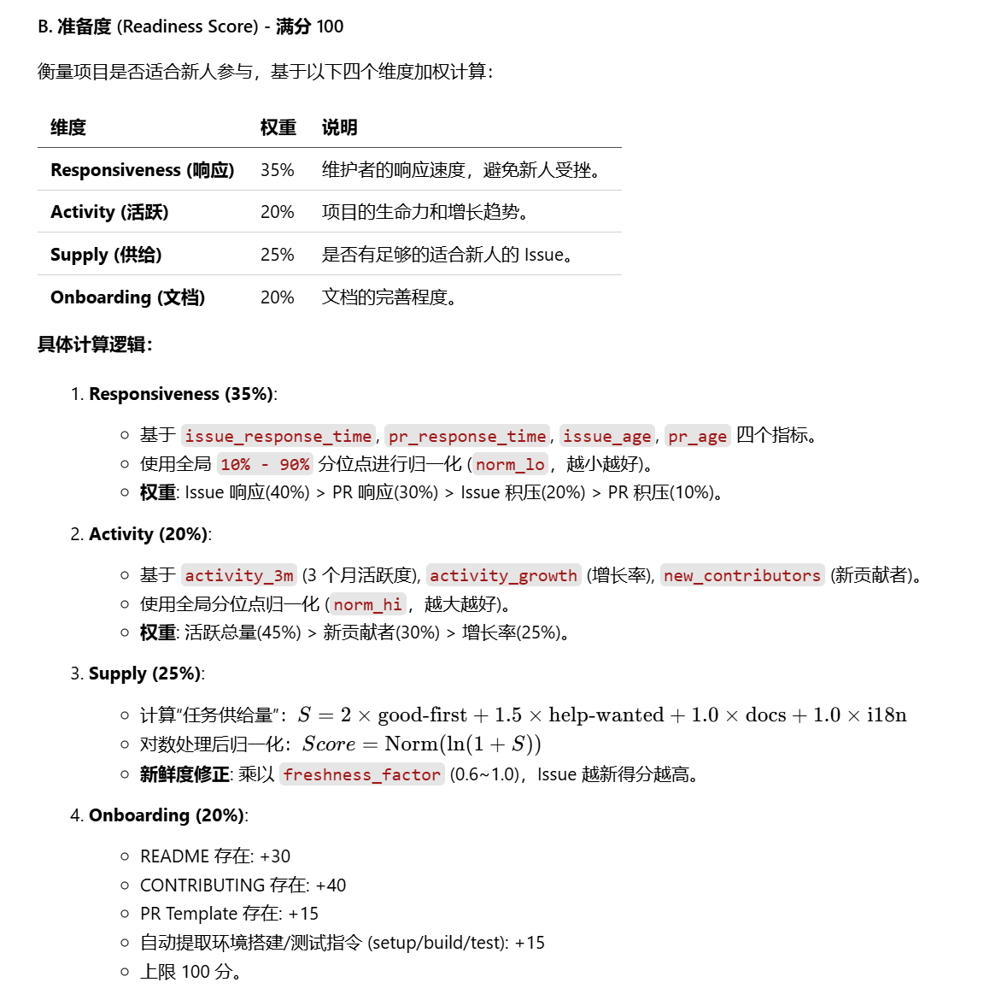 B. 准备度 (Readiness Score) - 满分 100
衡量项目是否适合新人参与，基于以下四个维度加权计算：
维度 权重 说明
Responsiveness (响应) 35% 维护者的响应速度，避免新人受挫。
Activity (活跃) 20% 项目的生命力和增长趋势。
Supply (供给) 25% 是否有足够的适合新人的 Issue。
Onboarding (文档) 20% 文档的完善程度。
具体计算逻辑：
1. Responsiveness (35%):
○ 基于 issue_response_time, pr_response_time, issue_age, pr_age 四个指标。
○ 使用全局 10% - 90% 分位点进行归一化 (norm_lo，越小越好)。
○ 权重: Issue 响应(40%) > PR 响应(30%) > Issue 积压(20%) > PR 积压(10%)。
2. Activity (20%):
○ 基于 activity_3m (3 个月活跃度), activity_growth (增长率), new_contributors (新贡献者)。
○ 使用全局分位点归一化 (norm_hi，越大越好)。
○ 权重: 活跃总量(45%) > 新贡献者(30%) > 增长率(25%)。
3. Supply (25%):
○ 计算“任务供给量”：S = 2 × good-first + 1.5 × help-wanted + 1.0 × docs + 1.0 × i18n
○ 对数处理后归一化：Score = Norm(ln(1 + S))
○ 新鲜度修正: 乘以 freshness_factor (0.6~1.0)，Issue 越新得分越高。
4. Onboarding (20%):
○ README 存在: +30
○ CONTRIBUTING 存在: +40
○ PR Template 存在: +15
○ 自动提取环境搭建/测试指令 (setup/build/test): +15
○ 上限 100 分。